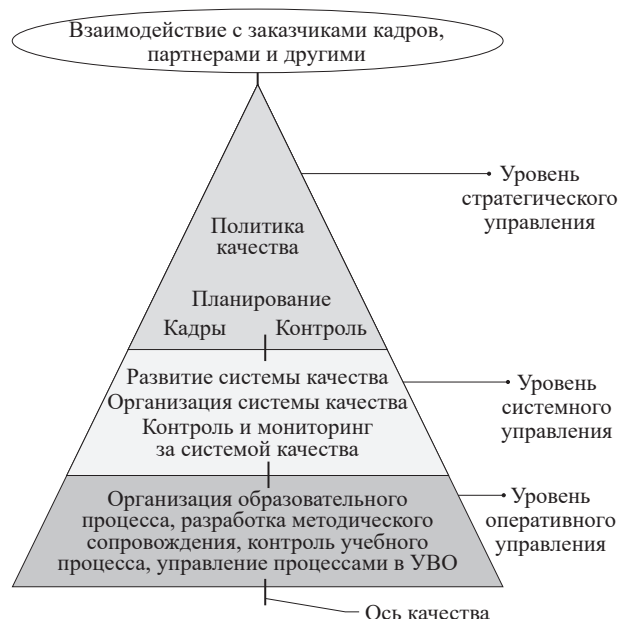 Взаимодействие с заказчиками кадров,
партнерами и другими
Уровень
стратегического
управления
Политика
качества
Планирование
Кадры Контроль
Развитие системы качества
Организация системы качества
Контроль и мониторинг
за системой качества
Уровень
системного
управления
Организация образовательного
процесса, разработка методического
сопровождения, контроль учебного
процесса, управление процессами в УВО
Уровень
оперативного
управления
Ось качества